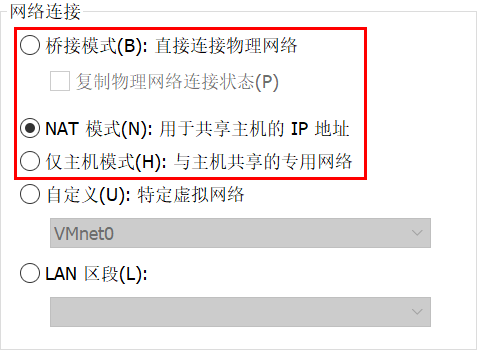 网络连接
桥接模式(B): 直接连接物理网络
复制物理网络连接状态(P)
NAT 模式(N): 用于共享主机的 IP 地址
仅主机模式(H): 与主机共享的专用网络
自定义(U): 特定虚拟网络
VMnet0
LAN 区段(L):